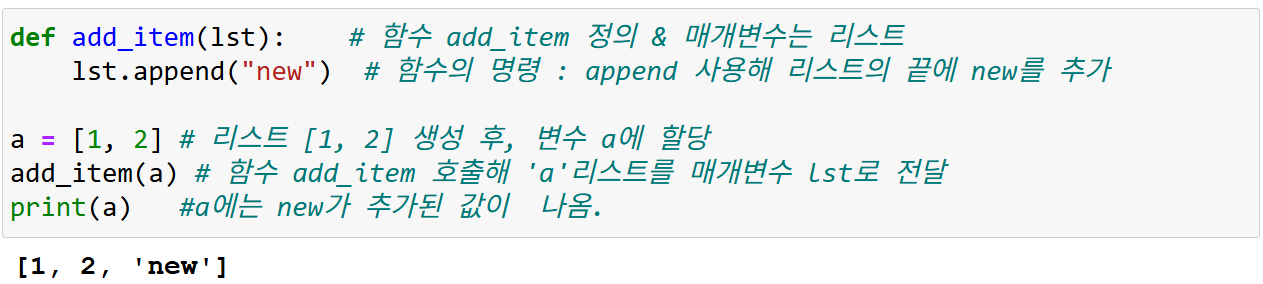 def add_item(lst):    # 함수 add_item 정의 & 매개변수는 리스트
    lst.append("new")  # 함수의 명령 : append 사용해 리스트의 끝에 new를 추가
a = [1, 2] # 리스트 [1, 2] 생성 후, 변수 a에 할당
add_item(a) # 함수 add_item 호출해 'a'리스트를 매개변수 lst로 전달
print(a)   #a에는 new가 추가된 값이  나옴.
[1, 2, 'new']